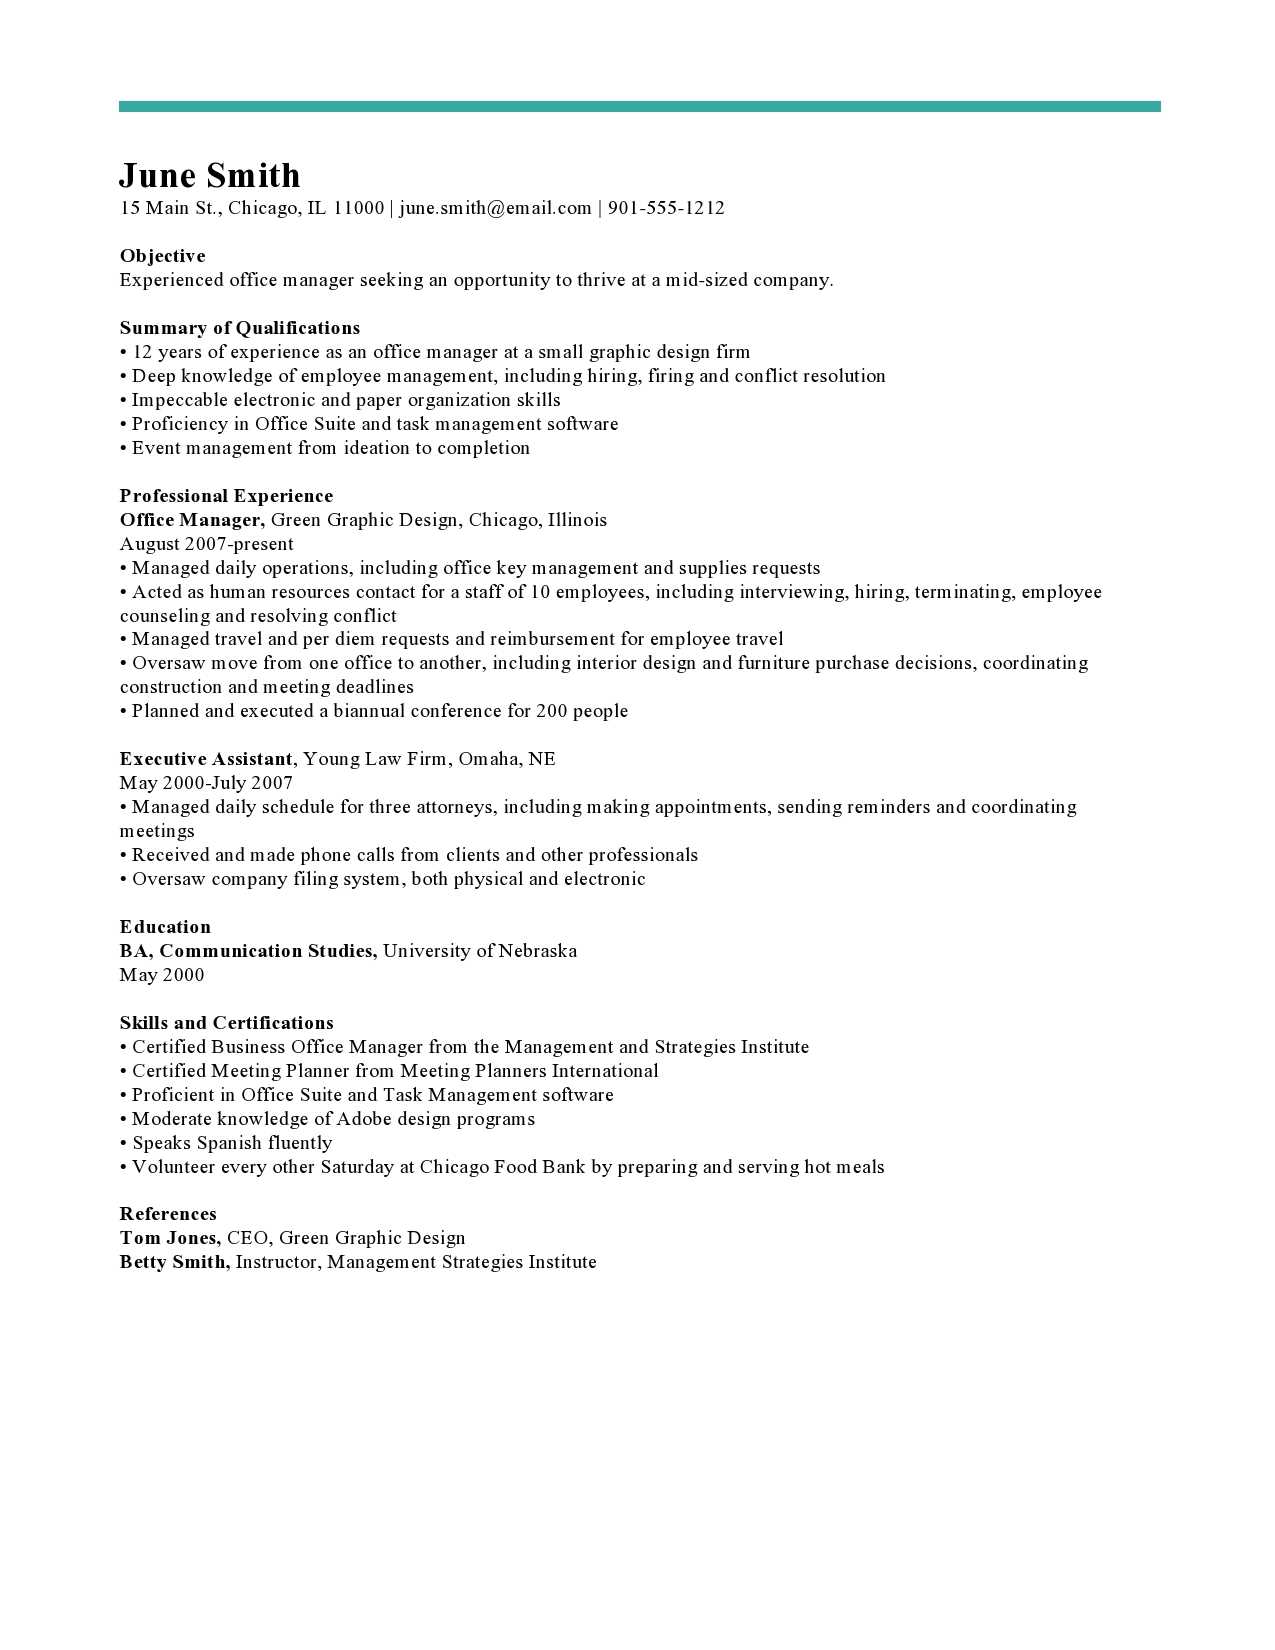 June Smith
15 Main St., Chicago, IL 11000 | june.smith@email.com | 901-555-1212
Objective
Experienced office manager seeking an opportunity to thrive at a mid-sized company.
Summary of Qualifications
• 12 years of experience as an office manager at a small graphic design firm
• Deep knowledge of employee management, including hiring, firing and conflict resolution
• Impeccable electronic and paper organization skills
• Proficiency in Office Suite and task management software
• Event management from ideation to completion
Professional Experience
Office Manager, Green Graphic Design, Chicago, Illinois
August 2007-present
• Managed daily operations, including office key management and supplies requests
• Acted as human resources contact for a staff of 10 employees, including interviewing, hiring, terminating, employee
counseling and resolving conflict
• Managed travel and per diem requests and reimbursement for employee travel
• Oversaw move from one office to another, including interior design and furniture purchase decisions, coordinating
construction and meeting deadlines
• Planned and executed a biannual conference for 200 people
Executive Assistant, Young Law Firm, Omaha, NE
May 2000-July 2007
• Managed daily schedule for three attorneys, including making appointments, sending reminders and coordinating
meetings
• Received and made phone calls from clients and other professionals
• Oversaw company filing system, both physical and electronic
Education
BA, Communication Studies, University of Nebraska
May 2000
Skills and Certifications
• Certified Business Office Manager from the Management and Strategies Institute
• Certified Meeting Planner from Meeting Planners International
• Proficient in Office Suite and Task Management software
• Moderate knowledge of Adobe design programs
• Speaks Spanish fluently
• Volunteer every other Saturday at Chicago Food Bank by preparing and serving hot meals
References
Tom Jones, CEO, Green Graphic Design
Betty Smith, Instructor, Management Strategies Institute